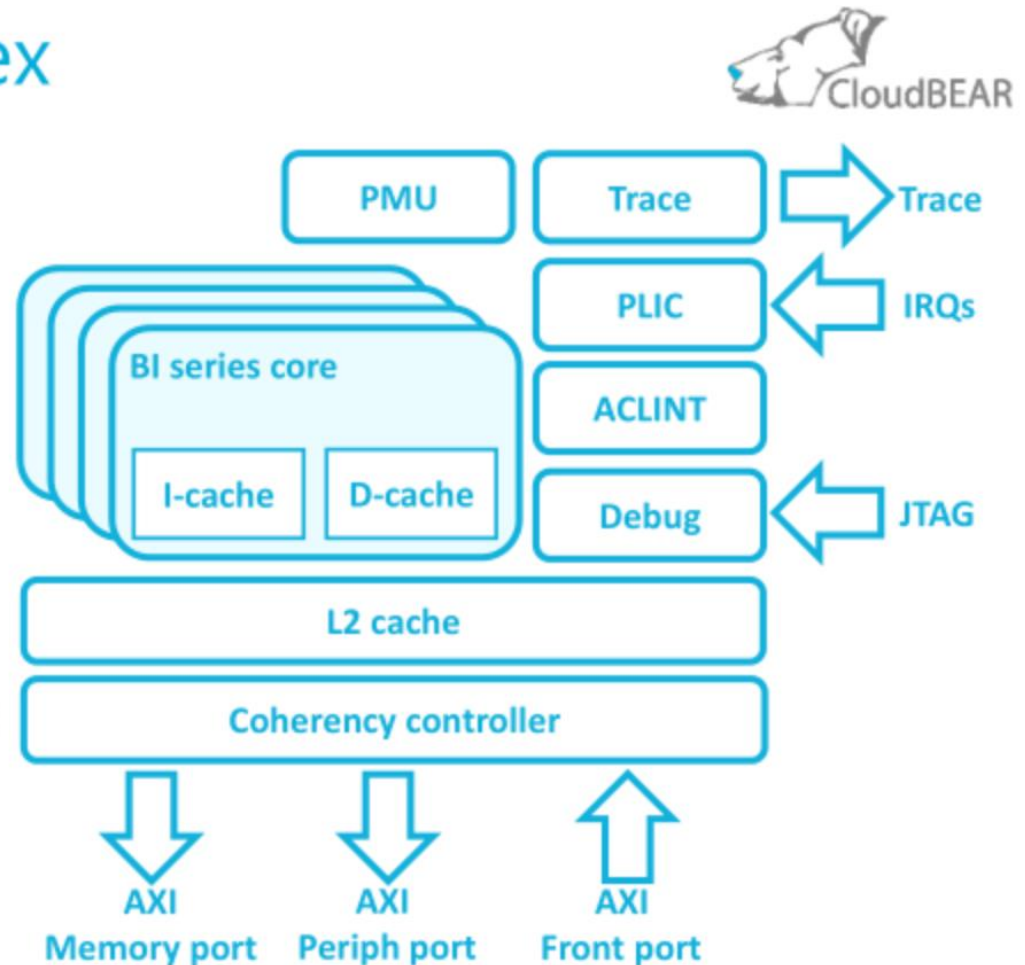 ex
CloudBEAR
PMU
Trace
Trace
PLIC
IRQs
BI series core
ACLINT
I-cache
D-cache
Debug
JTAG
L2 cache
Coherency controller
AXI
Memory port
AXI
Periph port
AXI
Front port